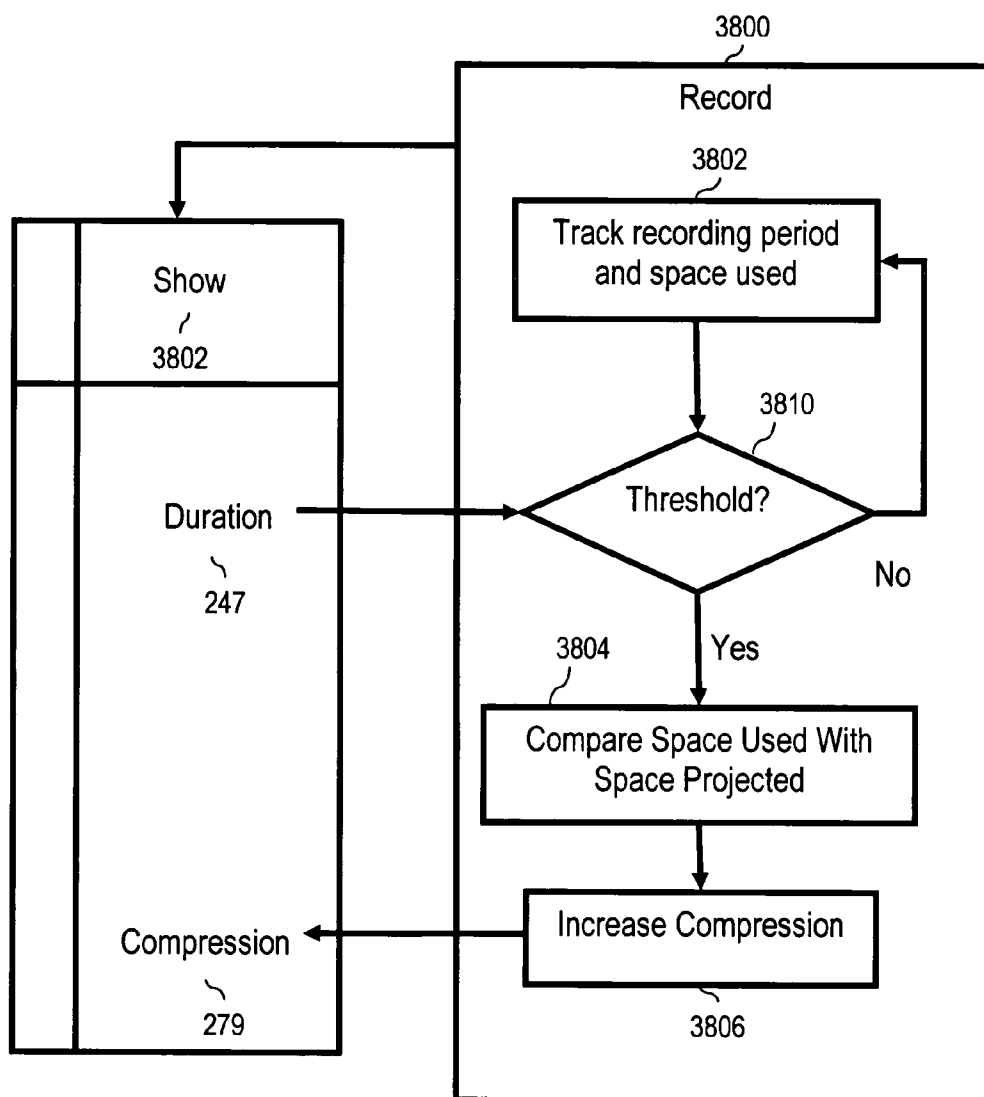 3800
Record
3802
Track recording period
and space used
Show
3802
3810
Threshold?
Duration
247
No
Yes
3804
Compare Space Used With
Space Projected
Increase Compression
Compression
279
3806